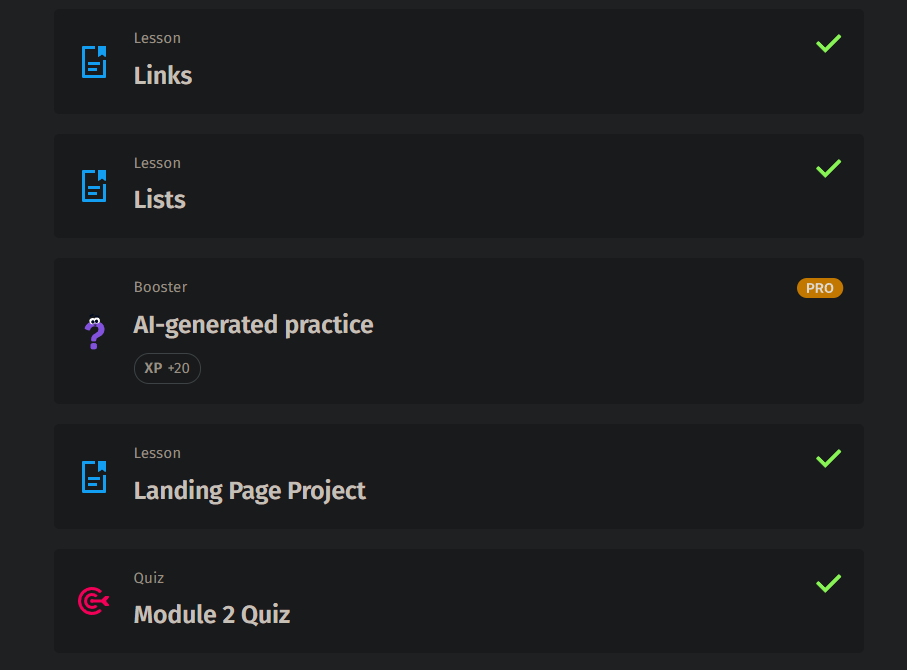 Lesson
Links
Lesson
Lists
Booster
PRO
AI-generated practice
XP +20
Lesson
Landing Page Project
Quiz
Module 2 Quiz